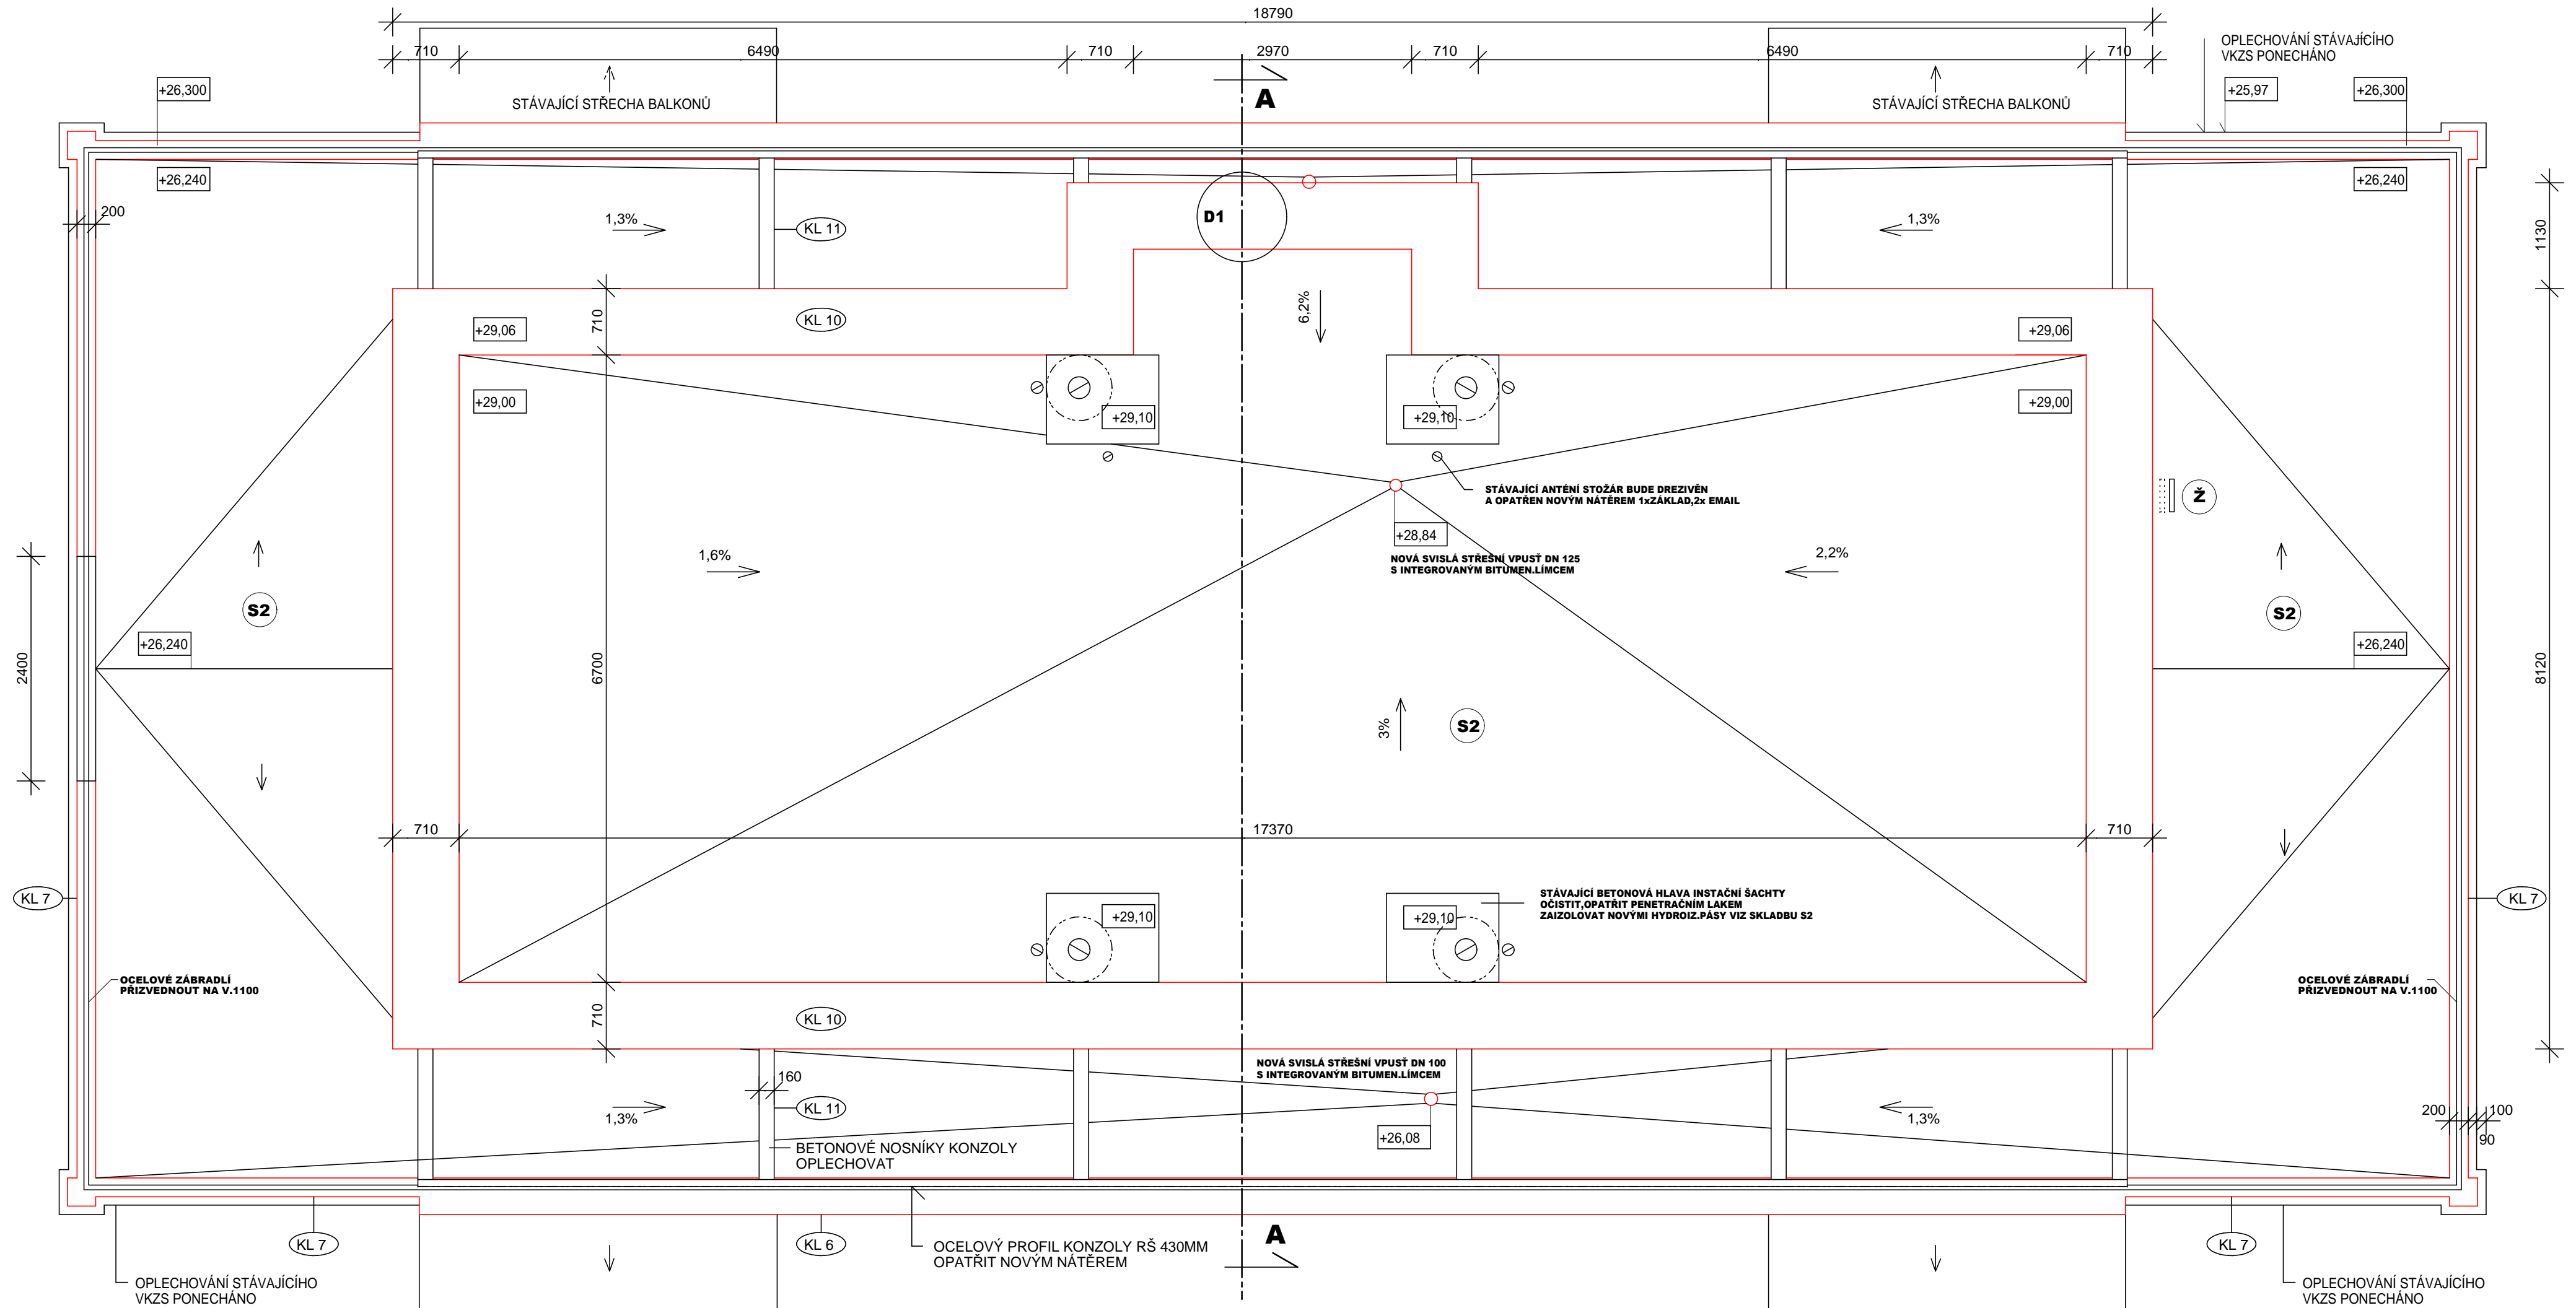 18790
710
6490
710
2970
710
6490
710
OPLECHOVÁNÍ STÁVAJÍCÍHO
VKZS PONECHÁNO
+26,300
STÁVAJÍCÍ STŘECHA BALKONŮ
A
STÁVAJÍCÍ STŘECHA BALKONŮ
+25,97
+26,300
+26,240
+26,240
200
1,3%
KL 11
D1
1,3%
1130
710
KL 10
6,2%
+29,06
+29,06
+29,00
+29,00
+29,10
+29,10
STÁVAJÍCÍ ANTÉNÍ STOŽÁR BUDE DREZIVĚN
A OPATŘEN NOVÝM NÁTĚREM 1xZÁKLAD,2x EMAIL
Ž
+28,84
NOVÁ SVISLÁ STŘEŠNÍ VPUSŤ DN 125
S INTEGROVANÝM BITUMEN.LÍMCEM
1,6%
2,2%
S2
S2
+26,240
+26,240
2400
6700
8120
3%
S2
710
17370
710
KL 7
STÁVAJÍCÍ BETONOVÁ HLAVA INSTAČNÍ ŠACHTY
OČISTIT,OPATŘIT PENETRAČNÍM LAKEM
ZAIZOLOVAT NOVÝMI HYDROIZ.PÁSY VIZ SKLADBU S2
KL 7
+29,10
+29,10
OCELOVÉ ZÁBRADLÍ
PŘIZVEDNOUT NA V.1100
OCELOVÉ ZÁBRADLÍ
PŘIZVEDNOUT NA V.1100
710
KL 10
NOVÁ SVISLÁ STŘEŠNÍ VPUSŤ DN 100
S INTEGROVANÝM BITUMEN.LÍMCEM
160
1,3%
KL 11
1,3%
200
100
90
+26,08
BETONOVÉ NOSNÍKY KONZOLY
OPLECHOVAT
KL 7
KL 6
OCELOVÝ PROFIL KONZOLY RŠ 430MM
OPATŘIT NOVÝM NÁTĚREM
A
KL 7
OPLECHOVÁNÍ STÁVAJÍCÍHO
VKZS PONECHÁNO
OPLECHOVÁNÍ STÁVAJÍCÍHO
VKZS PONECHÁNO